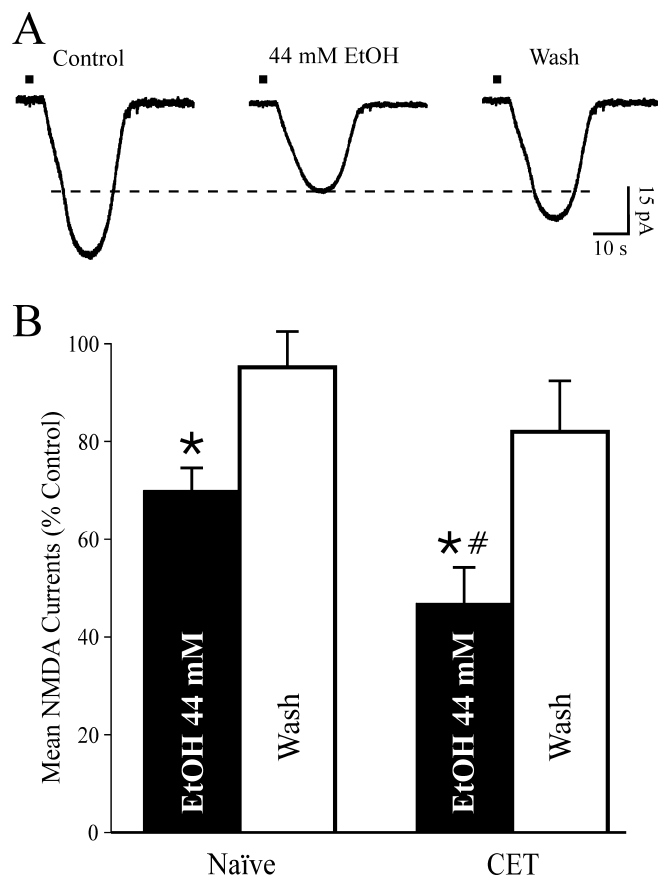 A
Control
44 mM EtOH
Wash
15 pA
10 s
B
Mean NMDA Currents (% Control)
100
80
60
40
20
0
*
* #
EtOH 44 mM
Wash
EtOH 44 mM
Wash
Naïve
CET